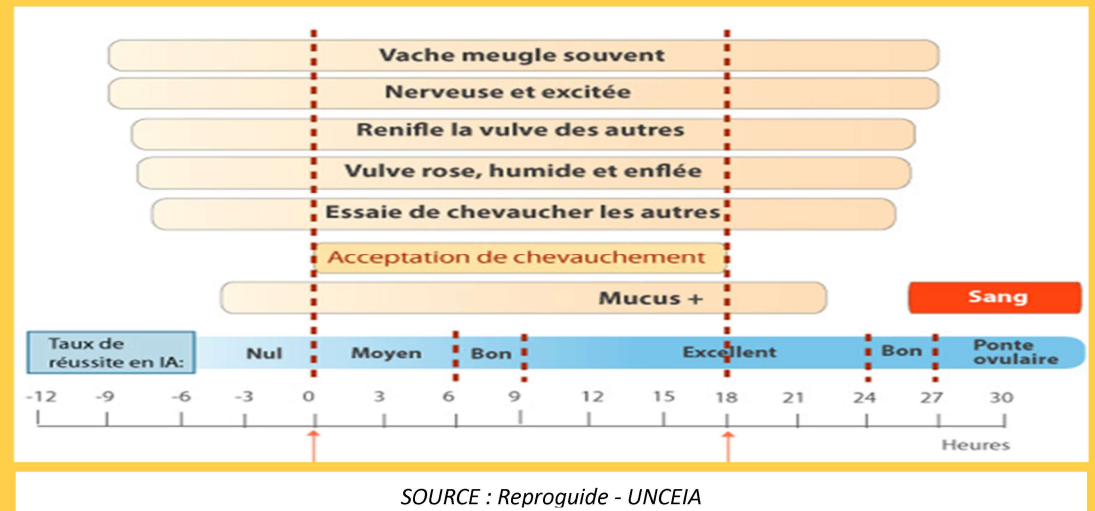 Vache meugle souvent
Nerveuse et excitée
Renifle la vulve des autres
Vulve rose, humide et enflée
Essaie de chevaucher les autres
Acceptation de chevauchement
Mucus +
Sang
Taux de
réussite en IA:
Nul
Moyen
Bon
Excellent
Bon
Ponte
ovulaire
-12 -9 -6 -3 0 3 6 9 12 15 18 21 24 27 30
Heures
SOURCE : Reproguide - UNCEIA